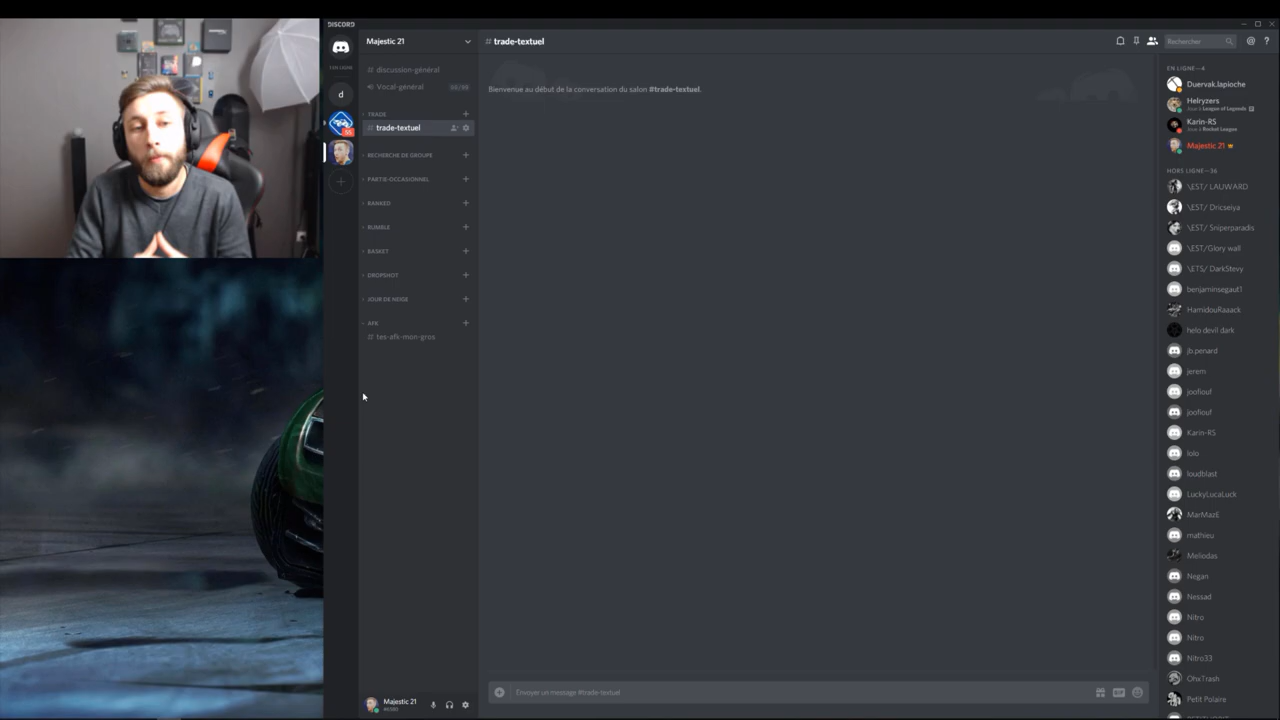 DISCORD
Majestic 21
# trade-textuel
Rechercher
discussion-général
Vocal-général
TRADE
trade-textuel
RECHERCHE DE GROUPE
PARTIE-OCCASIONNEL
RANKED
RUMBLE
BASKET
DROPSHOT
JOUR DE NEIGE
AFK
tes-afk-mon-gros
Majestic 21
Bienvenue au début de la conversation du salon #trade-textuel.
Envoyer un message #trade-textuel
EN LIGNE—4
Duervak.lapioche
Helryzers
Joue à League of Legends
Karin-RS
Joue à Rocket League
Majestic 21
HORS LIGNE—36
\EST/ LAUWARD
\EST/ Dricseiya
\EST/ Sniperparadis
\EST/Glory wall
\ETS/ DarkStevy
benjaminsegaut1
HamidouRaaack
helo devil dark
jb.penard
jerem
joofiouf
joofiouf
Karin-RS
lolo
loudblast
LuckyLucaLuck
MarMazE
mathieu
Meliodas
Negan
Nessad
Nitro
Nitro
Nitro33
OhxTrash
Petit Polaire